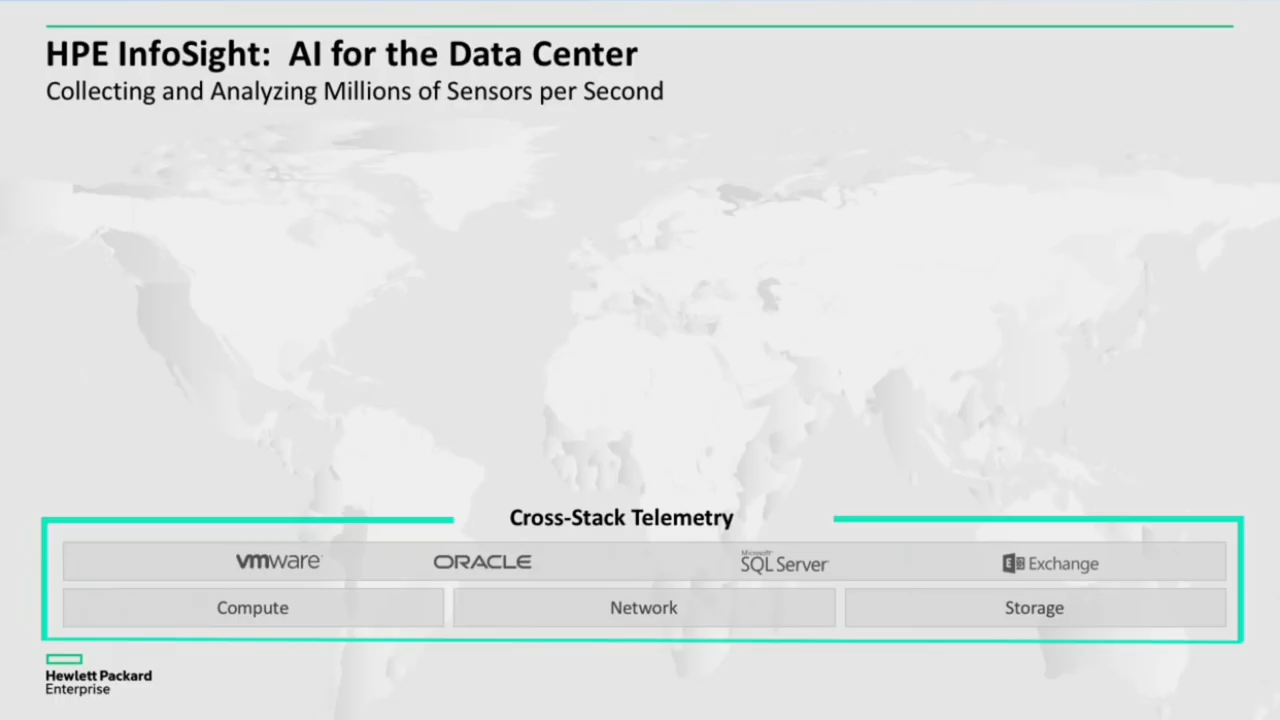 HPE InfoSight: AI for the Data Center
Collecting and Analyzing Millions of Sensors per Second
Cross-Stack Telemetry
vmware ORACLE Microsoft SQL Server Exchange
Compute Network Storage
Hewlett Packard
Enterprise